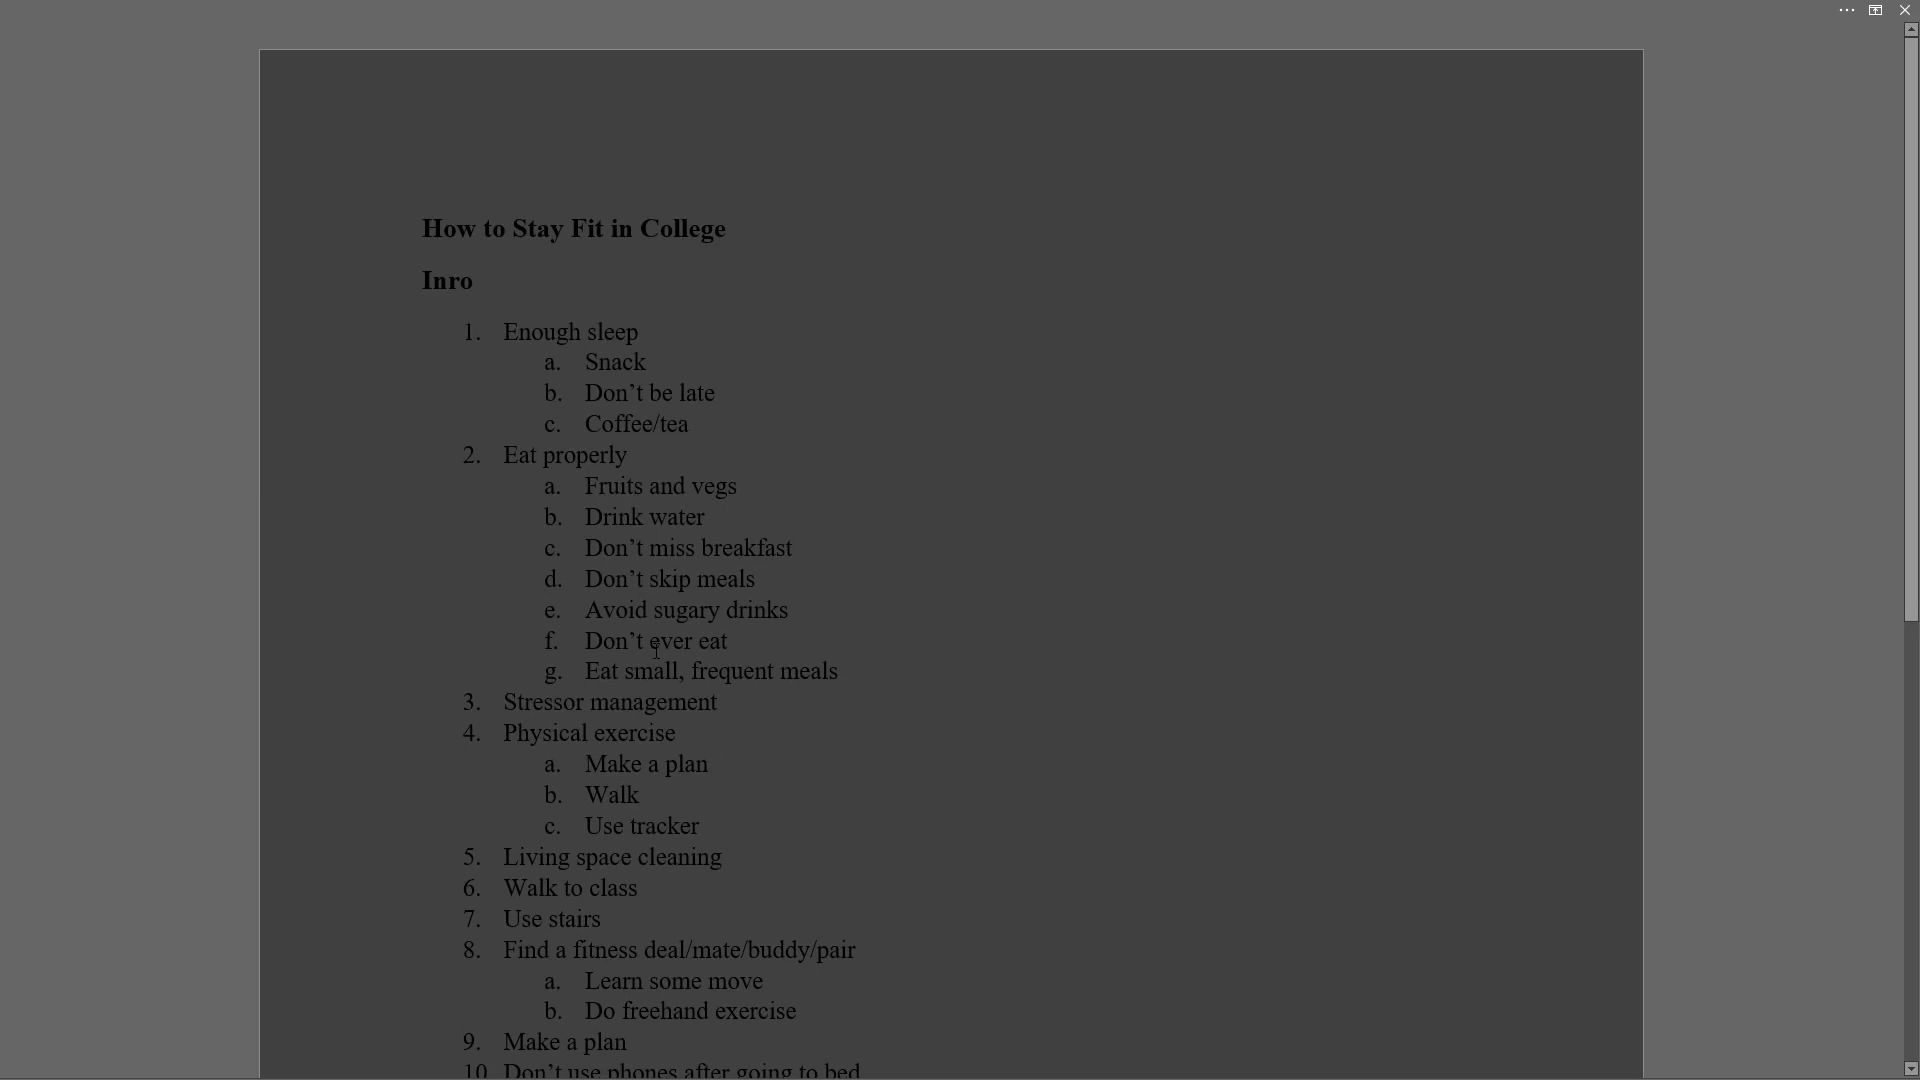 How to Stay Fit in College
Inro
1. Enough sleep
a. Snack
b. Don’t be late
c. Coffee/tea
2. Eat properly
a. Fruits and vegs
b. Drink water
c. Don’t miss breakfast
d. Don’t skip meals
e. Avoid sugary drinks
f. Don’t ever eat
g. Eat small, frequent meals
3. Stressor management
4. Physical exercise
a. Make a plan
b. Walk
c. Use tracker
5. Living space cleaning
6. Walk to class
7. Use stairs
8. Find a fitness deal/mate/buddy/pair
a. Learn some move
b. Do freehand exercise
9. Make a plan
10. Don’t use phones after going to bed